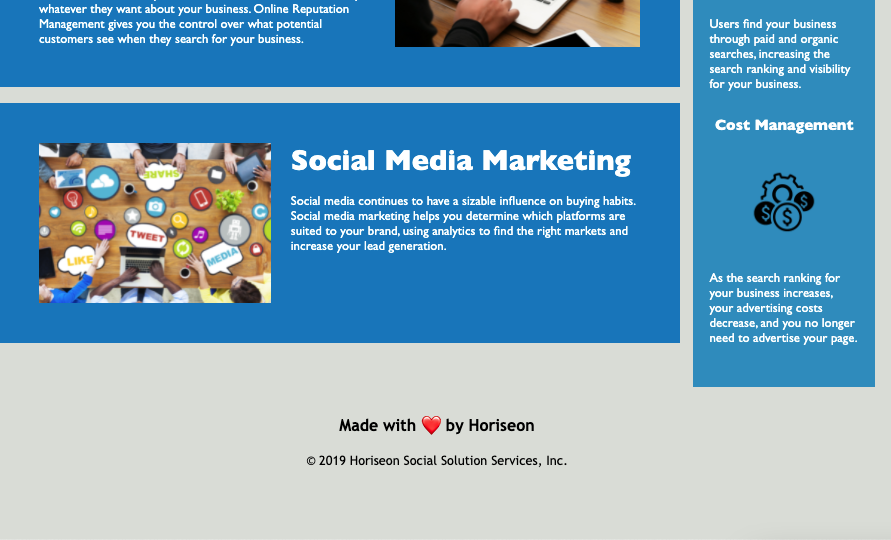 whatever they want about your business. Online Reputation
Management gives you the control over what potential
customers see when they search for your business.
Social Media Marketing
Social media continues to have a sizable influence on buying habits.
Social media marketing helps you determine which platforms are
suited to your brand, using analytics to find the right markets and
increase your lead generation.
SHARE
TWEET
LIKE
MEDIA
Users find your business
through paid and organic
searches, increasing the
search ranking and visibility
for your business.
Cost Management
$ $ $
As the search ranking for
your business increases,
your advertising costs
decrease, and you no longer
need to advertise your page.
Made with ❤️ by Horiseon
© 2019 Horiseon Social Solution Services, Inc.